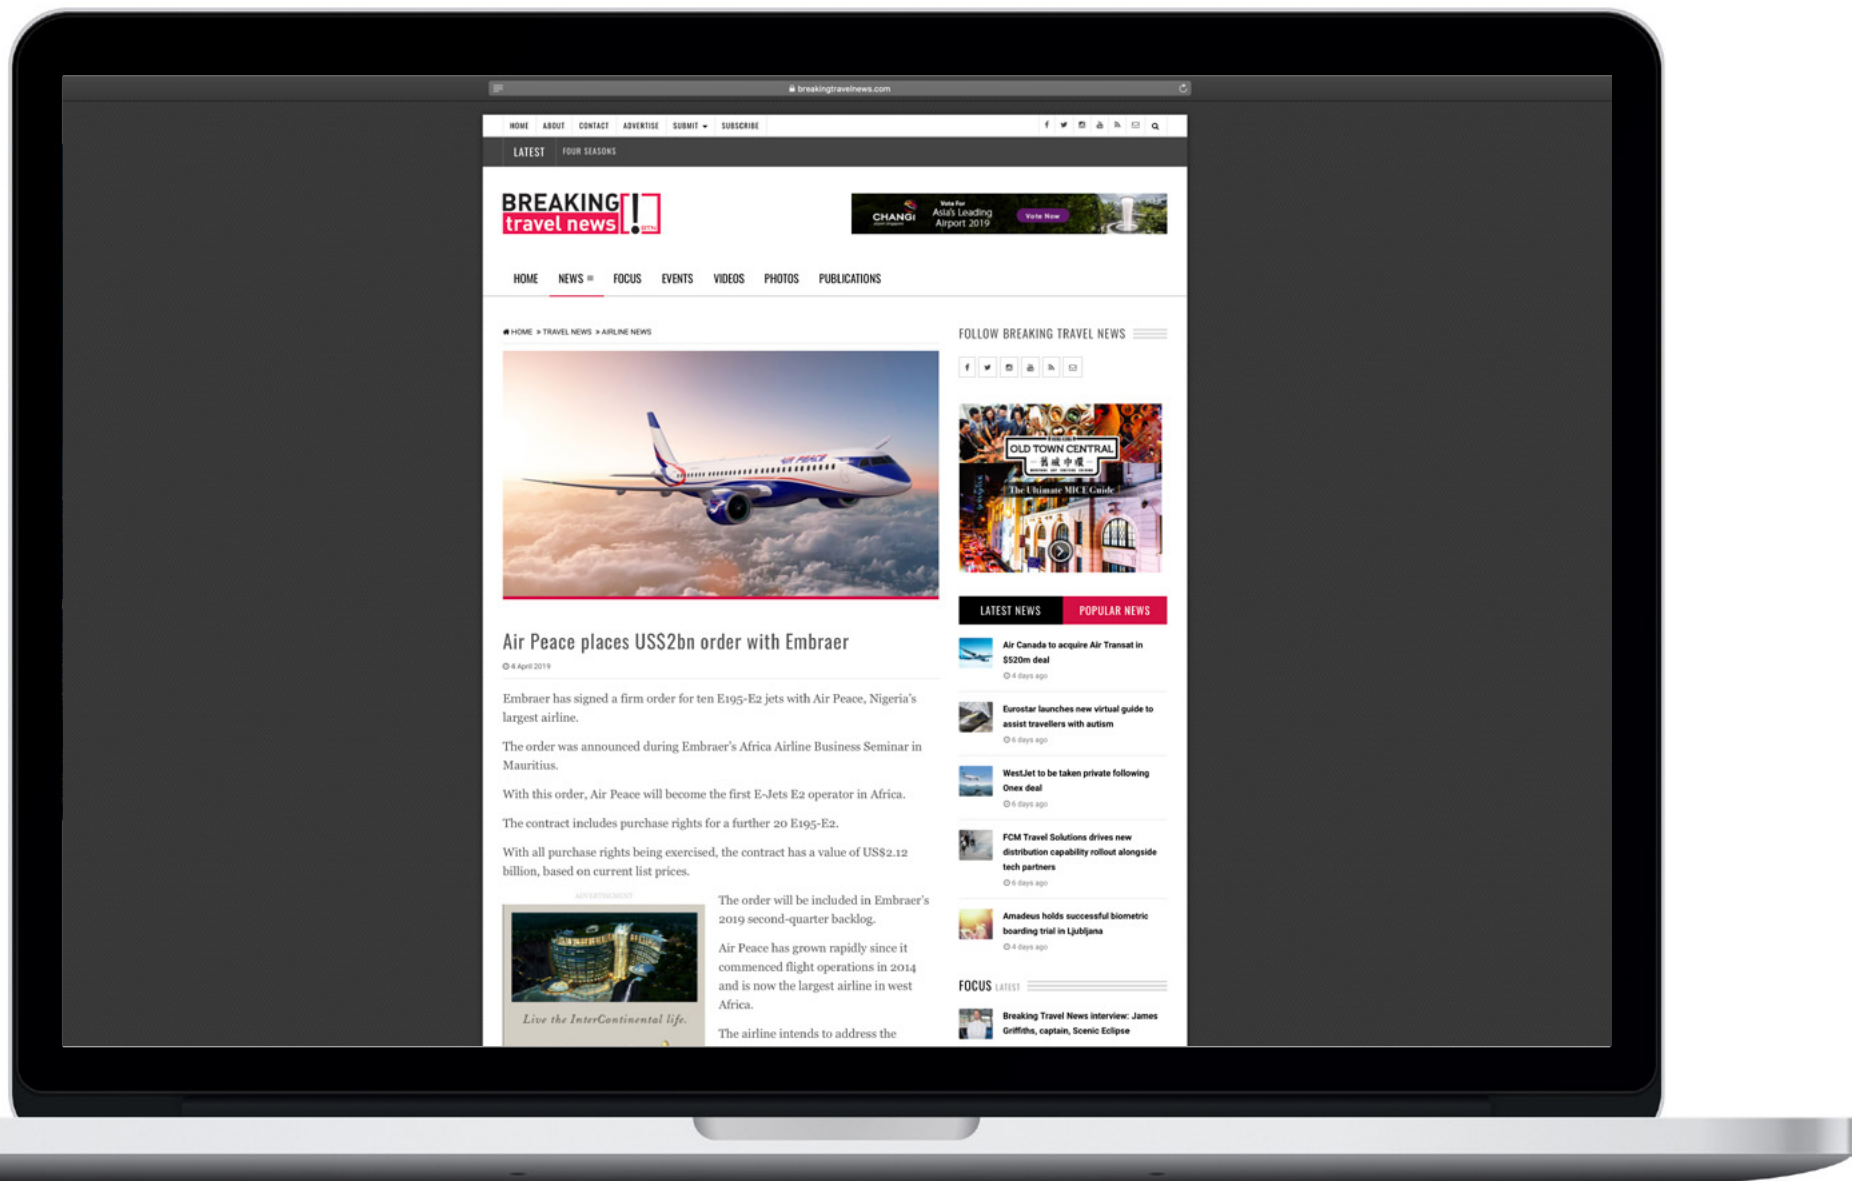 breakingtravelnews.com
HOME ABOUT CONTACT ADVERTISE SUBMIT SUBSCRIBE
LATEST FOUR SEASONS
BREAKING
travel news
BTN
CHANGI
Vote For
Asia's Leading
Airport 2019
Vote Now
HOME NEWS FOCUS EVENTS VIDEOS PHOTOS PUBLICATIONS
HOME > TRAVEL NEWS > AIRLINE NEWS
AIR PEACE
Air Peace places US$2bn order with Embraer
4 April 2019
Embraer has signed a firm order for ten E195-E2 jets with Air Peace, Nigeria's
largest airline.
The order was announced during Embraer's Africa Airline Business Seminar in
Mauritius.
With this order, Air Peace will become the first E-Jets E2 operator in Africa.
The contract includes purchase rights for a further 20 E195-E2.
With all purchase rights being exercised, the contract has a value of US$2.12
billion, based on current list prices.
ADVERTISEMENT
Live the InterContinental life.
The order will be included in Embraer's
2019 second-quarter backlog.
Air Peace has grown rapidly since it
commenced flight operations in 2014
and is now the largest airline in west
Africa.
The airline intends to address the
FOLLOW BREAKING TRAVEL NEWS
OLD TOWN CENTRAL
舊城中環
The Ultimate MICE Guide
LATEST NEWS POPULAR NEWS
Air Canada to acquire Air Transat in
$520m deal
4 days ago
Eurostar launches new virtual guide to
assist travellers with autism
6 days ago
WestJet to be taken private following
Onex deal
6 days ago
FCM Travel Solutions drives new
distribution capability rollout alongside
tech partners
6 days ago
Amadeus holds successful biometric
boarding trial in Ljubljana
4 days ago
FOCUS LATEST
Breaking Travel News interview: James
Griffiths, captain, Scenic Eclipse